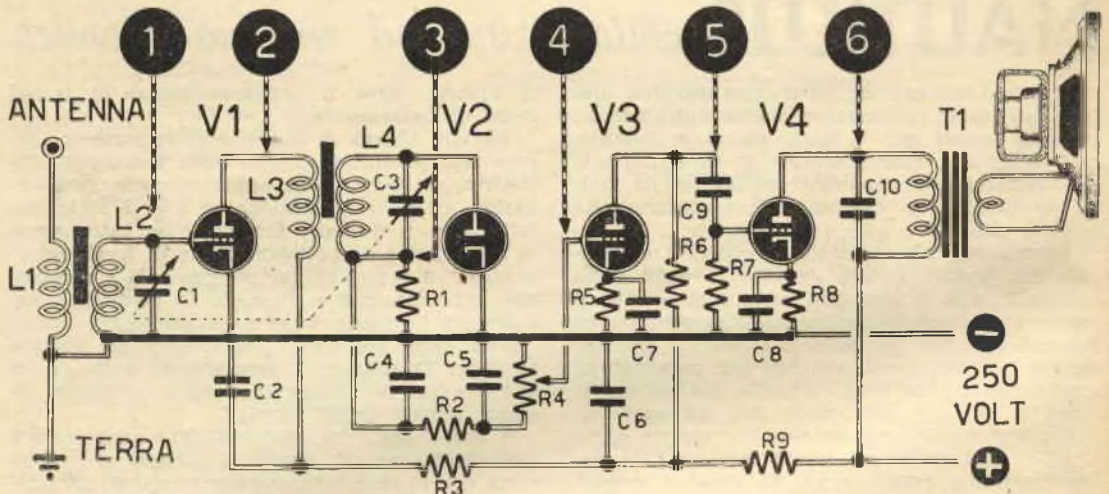 1 2 3 4 5 6
ANTENNA V1 L4 V2 V3 V4 T1
L2 L3 C3 C9 C10
L1 C1 R1 R5 R6 R7 R8
C7 C8 −
C2 C4 C5 R4 250
R2 C6 VOLT
TERRA R3 R9 +